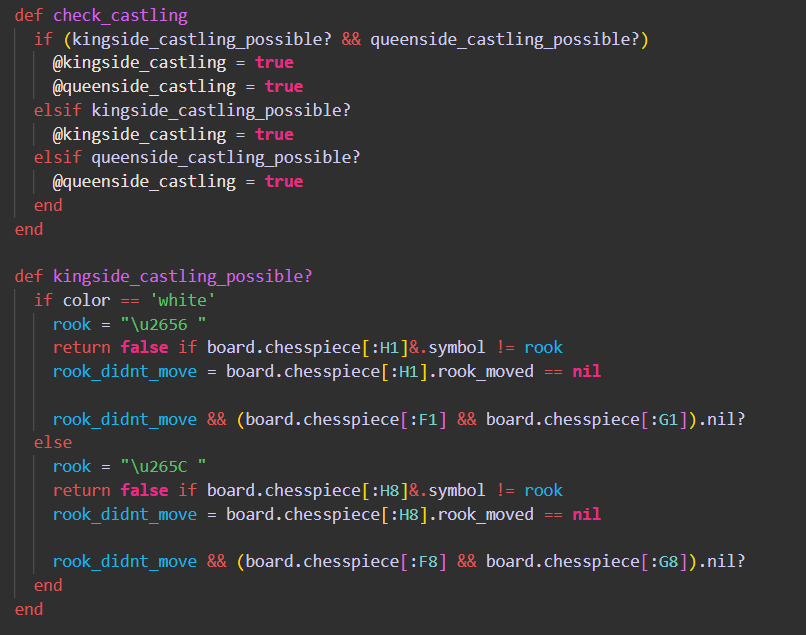 def check_castling
  if (kingside_castling_possible? && queenside_castling_possible?)
    @kingside_castling = true
    @queenside_castling = true
  elsif kingside_castling_possible?
    @kingside_castling = true
  elsif queenside_castling_possible?
    @queenside_castling = true
  end
end

def kingside_castling_possible?
  if color == 'white'
    rook = "\u2656 "
    return false if board.chesspiece[:H1]&.symbol != rook
    rook_didnt_move = board.chesspiece[:H1].rook_moved == nil

    rook_didnt_move && (board.chesspiece[:F1] && board.chesspiece[:G1]).nil?
  else
    rook = "\u265C "
    return false if board.chesspiece[:H8]&.symbol != rook
    rook_didnt_move = board.chesspiece[:H8].rook_moved == nil

    rook_didnt_move && (board.chesspiece[:F8] && board.chesspiece[:G8]).nil?
  end
end